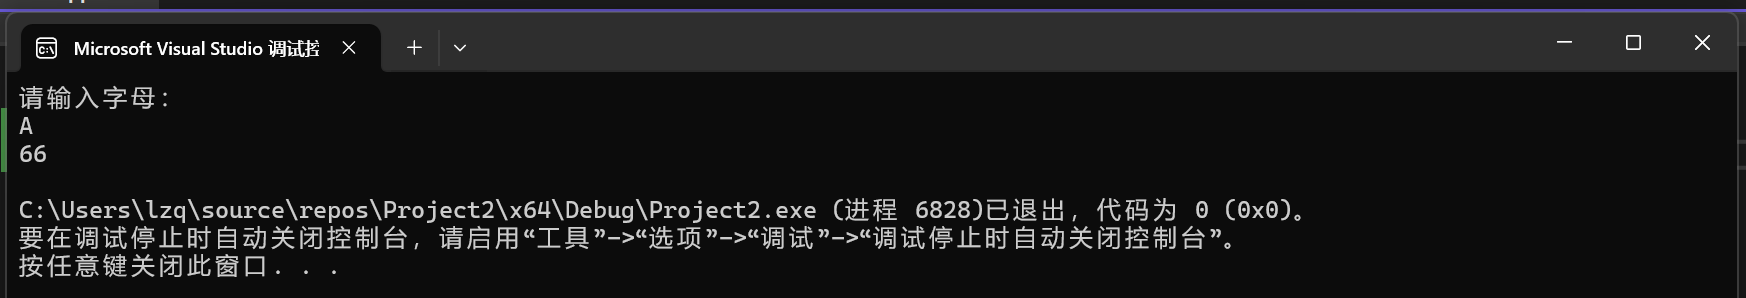 Microsoft Visual Studio 调试控
请输入字母：
A
66
C:\Users\lzq\source\repos\Project2\x64\Debug\Project2.exe (进程 6828)已退出，代码为 0 (0x0)。
要在调试停止时自动关闭控制台，请启用“工具”->“选项”->“调试”->“调试停止时自动关闭控制台”。
按任意键关闭此窗口. . .